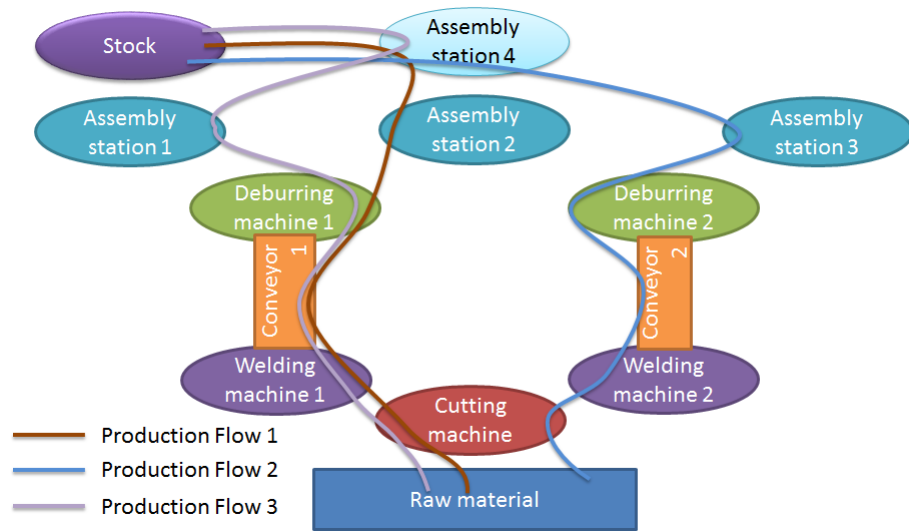 Stock
Assembly
station 4
Assembly
station 1
Assembly
station 2
Assembly
station 3
Deburring
machine 1
Deburring
machine 2
Conveyor
1
Conveyor
2
Welding
machine 1
Welding
machine 2
Cutting
machine
Production Flow 1
Production Flow 2
Production Flow 3
Raw material